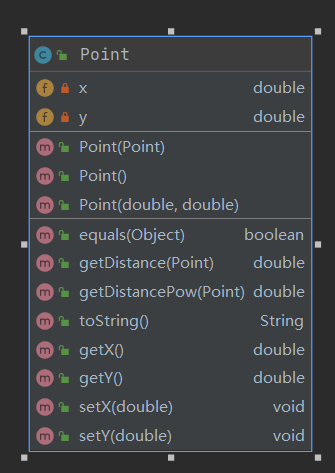 C Point
f x double
f y double
m Point(Point)
m Point()
m Point(double, double)
m equals(Object) boolean
m getDistance(Point) double
m getDistancePow(Point) double
m toString() String
m getX() double
m getY() double
m setX(double) void
m setY(double) void